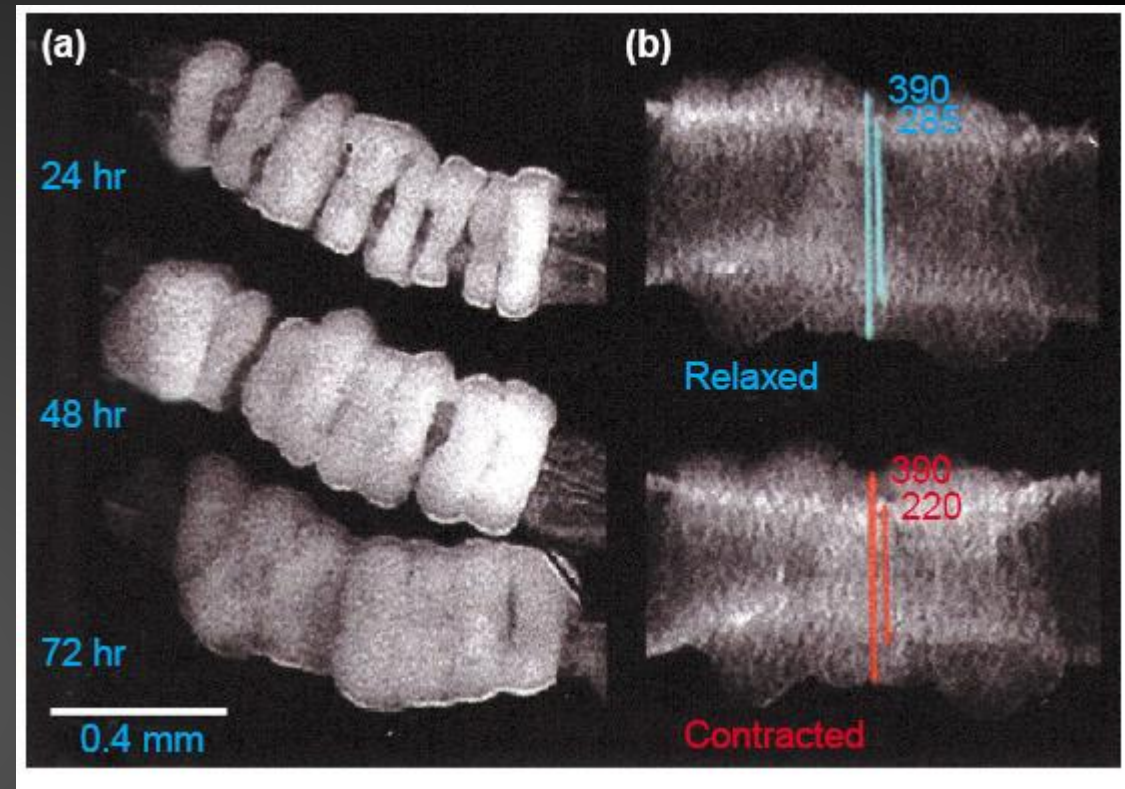 (a)
24 hr
48 hr
72 hr
0.4 mm
(b)
390
285
Relaxed
390
220
Contracted